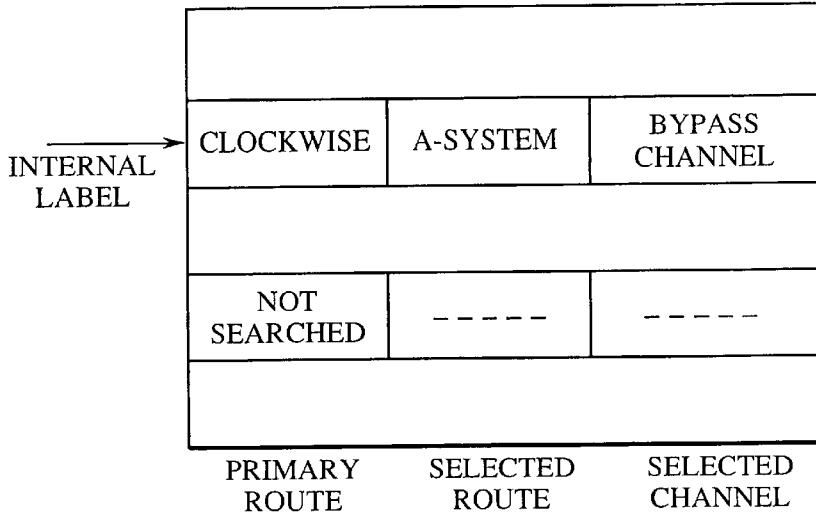 CLOCKWISE
A-SYSTEM
BYPASS
CHANNEL
INTERNAL
LABEL
NOT
SEARCHED
– – – – –
– – – – –
PRIMARY
ROUTE
SELECTED
ROUTE
SELECTED
CHANNEL